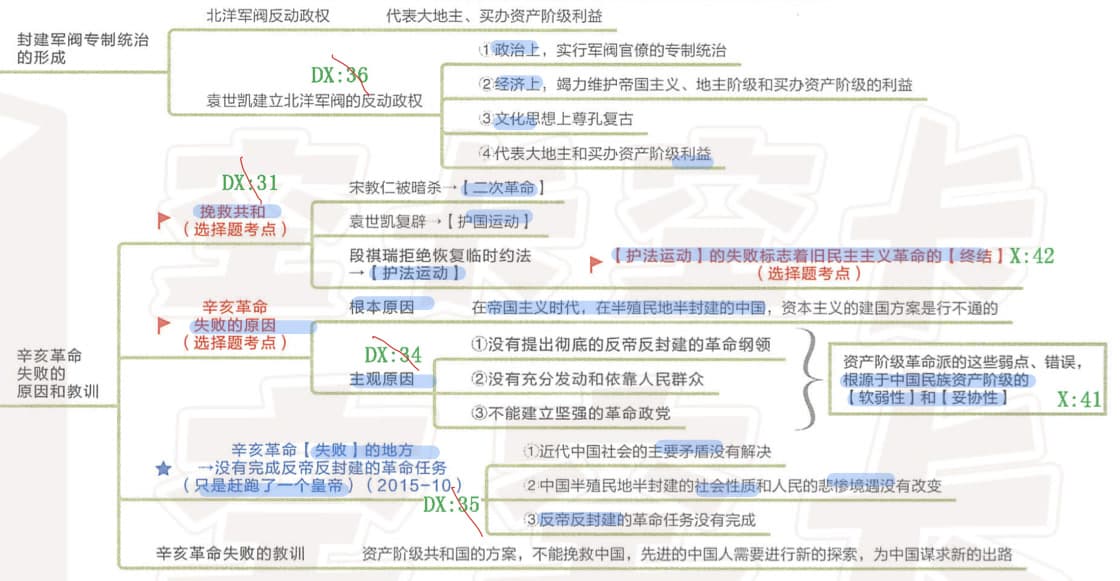 北洋军阀反动政权
代表大地主、买办资产阶级利益
封建军阀专制统治
的形成
①政治上，实行军阀官僚的专制统治
DX:36
②经济上，竭力维护帝国主义、地主阶级和买办资产阶级的利益
袁世凯建立北洋军阀的反动政权
③文化思想上尊孔复古
④代表大地主和买办资产阶级利益
DX:31
宋教仁被暗杀→【二次革命】
挽救共和
（选择题考点）
袁世凯复辟→【护国运动】
段祺瑞拒绝恢复临时约法
→【护法运动】
【护法运动】的失败标志着旧民主主义革命的【终结】X:42
（选择题考点）
辛亥革命
失败的原因
（选择题考点）
根本原因
在帝国主义时代，在半殖民地半封建的中国，资本主义的建国方案是行不通的
DX:34
主观原因
①没有提出彻底的反帝反封建的革命纲领
②没有充分发动和依靠人民群众
③不能建立坚强的革命政党
资产阶级革命派的这些弱点、错误，
根源于中国民族资产阶级的
【软弱性】和【妥协性】
X:41
辛亥革命
失败的
原因和教训
辛亥革命【失败】的地方
→没有完成反帝反封建的革命任务
（只是赶跑了一个皇帝）（2015-10）
DX:35
①近代中国社会的主要矛盾没有解决
②中国半殖民地半封建的社会性质和人民的悲惨境遇没有改变
③反帝反封建的革命任务没有完成
辛亥革命失败的教训
资产阶级共和国的方案，不能挽救中国，先进的中国人需要进行新的探索，为中国谋求新的出路